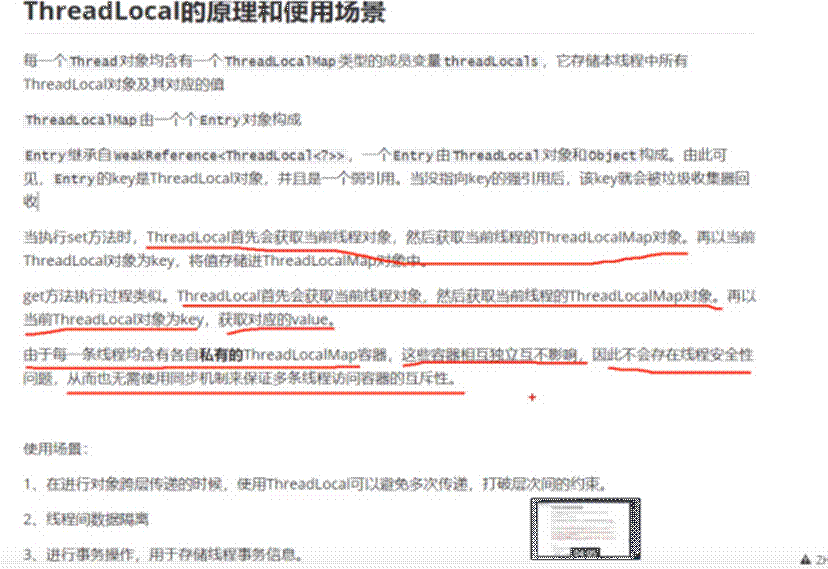 ThreadLocal的原理和使用场景
每一个Thread对象均含有一个ThreadLocalMap类型的成员变量threadLocals，它存储本线程中所有
ThreadLocal对象及其对应的值
ThreadLocalMap由一个个Entry对象构成
Entry继承自weakReference<ThreadLocal<?>>，一个Entry由ThreadLocal对象和Object构成。由此可
见，Entry的key是ThreadLocal对象，并且是一个弱引用。当没指向key的强引用后，该key就会被垃圾收集器回
收
当执行set方法时，ThreadLocal首先会获取当前线程对象，然后获取当前线程的ThreadLocalMap对象。再以当前
ThreadLocal对象为key，将值存储进ThreadLocalMap对象中。
get方法执行过程类似。ThreadLocal首先会获取当前线程对象，然后获取当前线程的ThreadLocalMap对象。再以
当前ThreadLocal对象为key，获取对应的value。
由于每一条线程均含有各自私有的ThreadLocalMap容器，这些容器相互独立互不影响，因此不会存在线程安全性
问题，从而也无需使用同步机制来保证多条线程访问容器的互斥性。
使用场景：
1、在进行对象跨层传递的时候，使用ThreadLocal可以避免多次传递，打破层次间的约束。
2、线程间数据隔离
3、进行事务操作，用于存储线程事务信息。